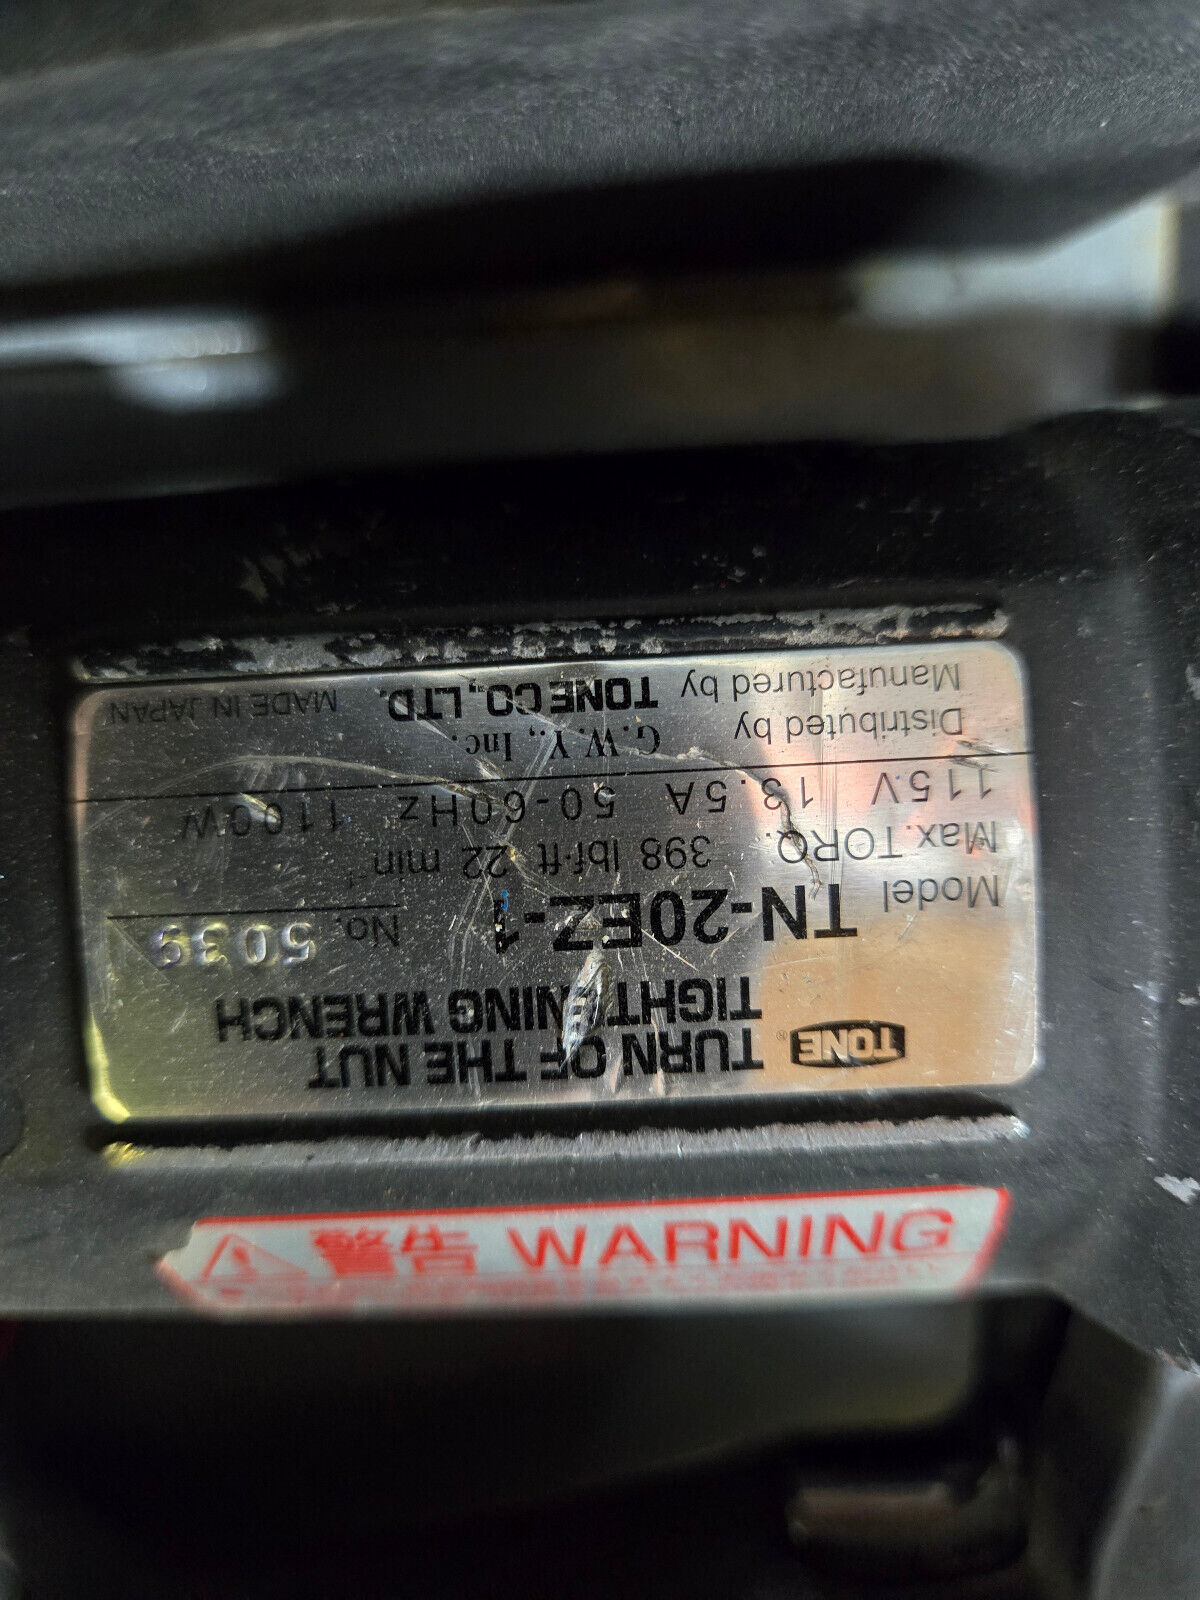 TONE® TURN OF THE NUT
TIGHTENING WRENCH
Model TN-20EZ-1 No. 5039
Max.TORQ. 398 lbf·ft 22 min⁻¹
115V 13.5A 50-60Hz 1100W
Distributed by G.W.Y., Inc.
Manufactured by TONE CO., LTD. MADE IN JAPAN
警告 WARNING